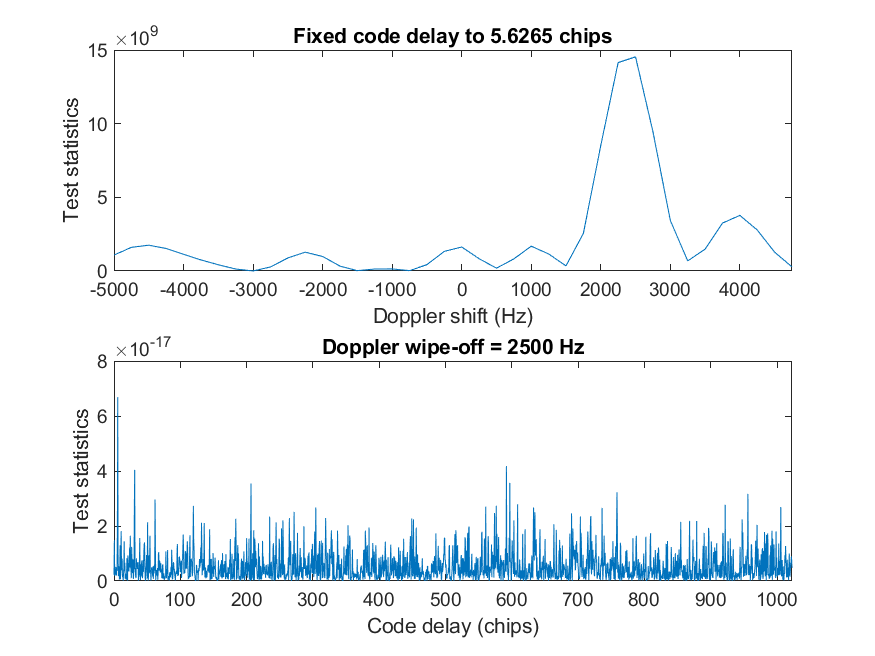 Fixed code delay to 5.6265 chips
×10^9
15
10
5
0
Test statistics
-5000 -4000 -3000 -2000 -1000 0 1000 2000 3000 4000
Doppler shift (Hz)
Doppler wipe-off = 2500 Hz
×10^-17
8
6
4
2
0
Test statistics
0 100 200 300 400 500 600 700 800 900 1000
Code delay (chips)